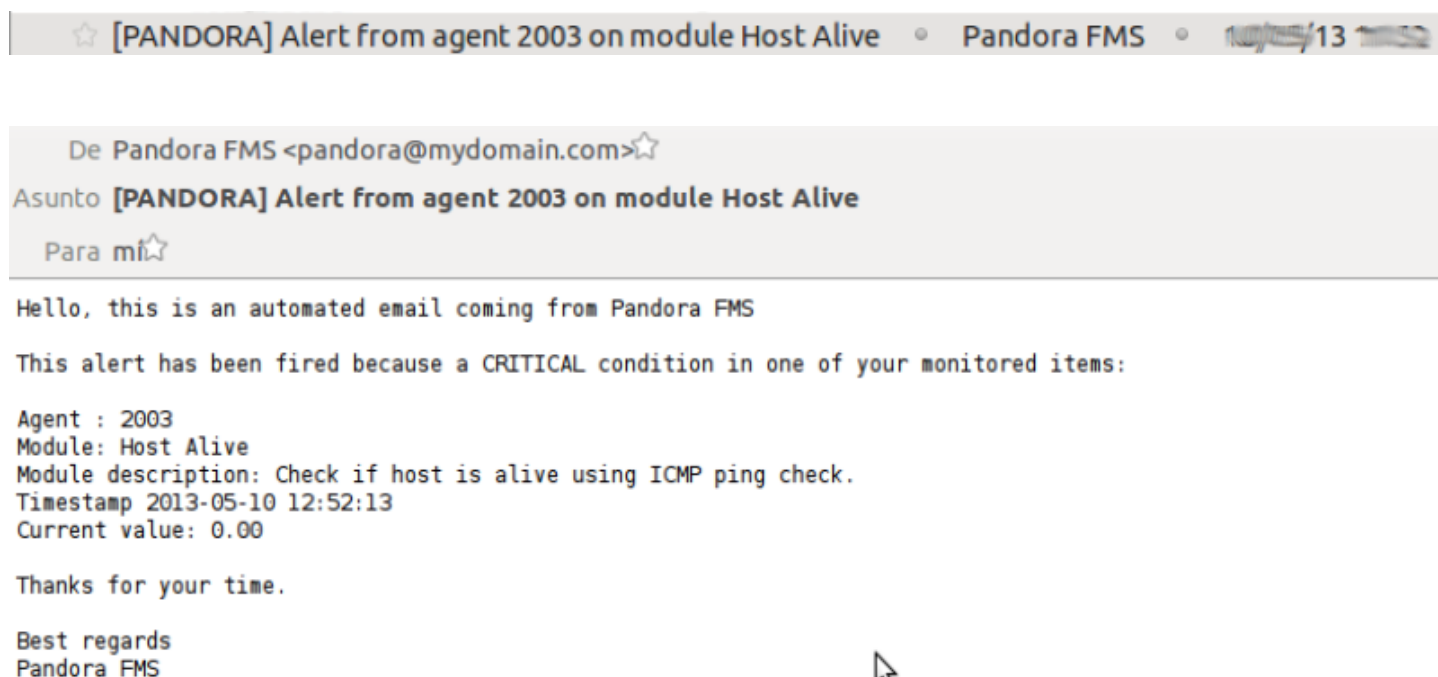 [PANDORA] Alert from agent 2003 on module Host Alive Pandora FMS /13
De Pandora FMS <pandora@mydomain.com>
Asunto [PANDORA] Alert from agent 2003 on module Host Alive
Para mí
Hello, this is an automated email coming from Pandora FMS
This alert has been fired because a CRITICAL condition in one of your monitored items:
Agent : 2003
Module: Host Alive
Module description: Check if host is alive using ICMP ping check.
Timestamp 2013-05-10 12:52:13
Current value: 0.00
Thanks for your time.
Best regards
Pandora FMS